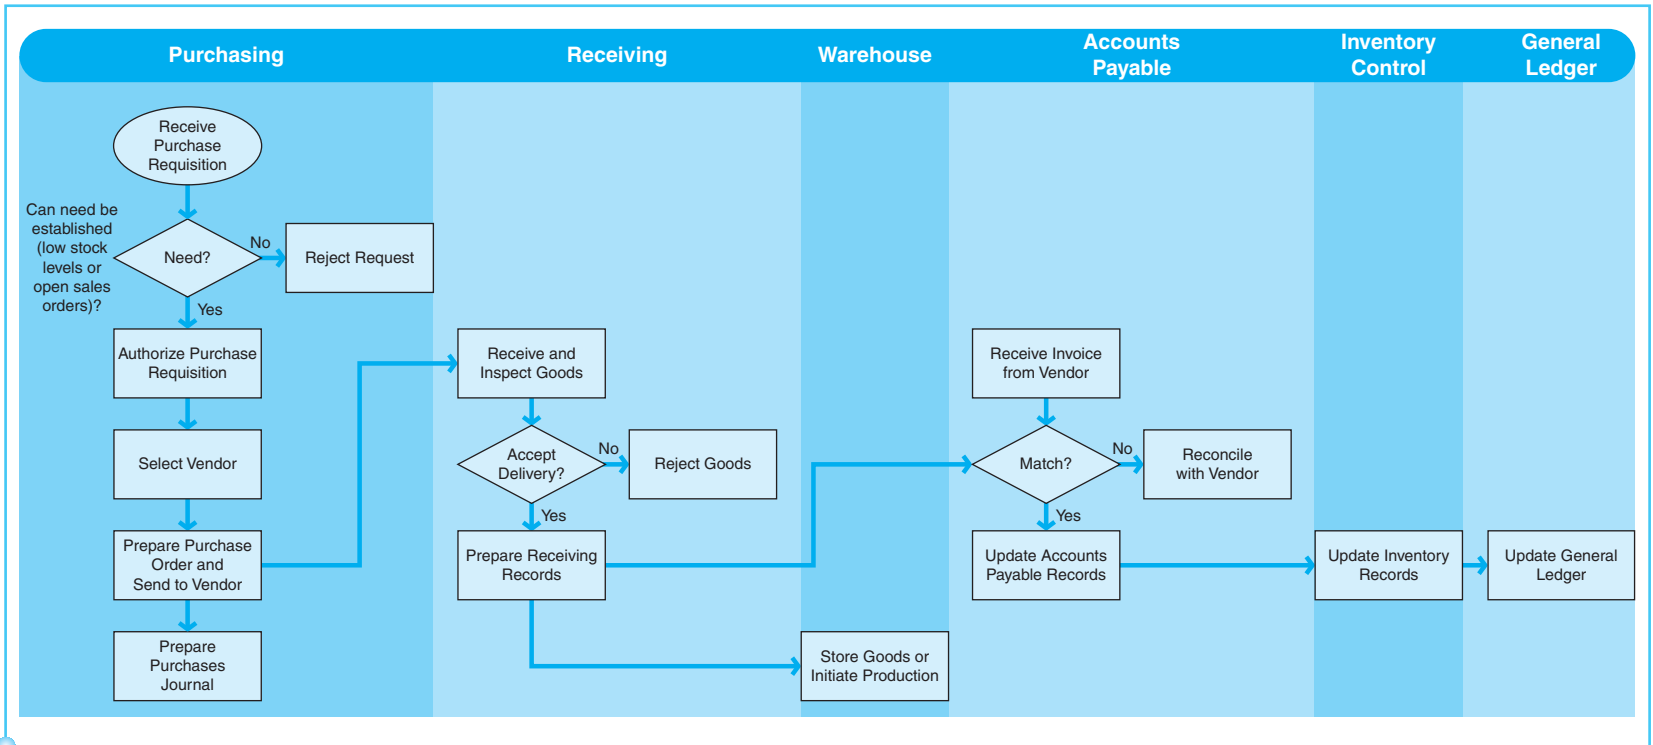 Purchasing
Receiving
Warehouse
Accounts
Payable
Inventory
Control
General
Ledger
Receive
Purchase
Requisition
Can need be
established
(low stock
levels or
open sales
orders)?
Need?
No
Reject Request
Yes
Authorize Purchase
Requisition
Select Vendor
Prepare Purchase
Order and
Send to Vendor
Prepare
Purchases
Journal
Receive and
Inspect Goods
Accept
Delivery?
No
Reject Goods
Yes
Prepare Receiving
Records
Store Goods or
Initiate Production
Receive Invoice
from Vendor
Match?
No
Reconcile
with Vendor
Yes
Update Accounts
Payable Records
Update Inventory
Records
Update General
Ledger